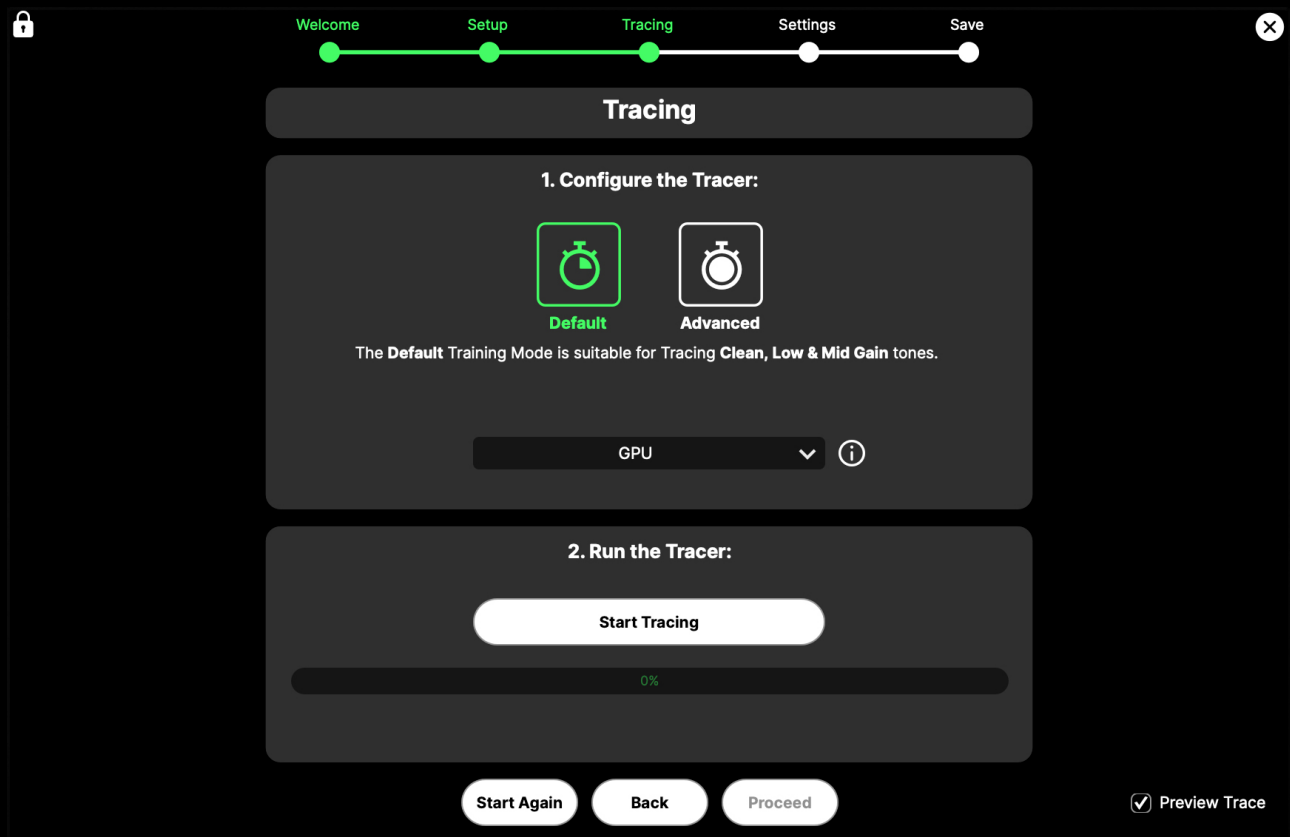 Welcome
Setup
Tracing
Settings
Save
Tracing
1. Configure the Tracer:
Default
Advanced
The Default Training Mode is suitable for Tracing Clean, Low & Mid Gain tones.
GPU
2. Run the Tracer:
Start Tracing
0%
Start Again
Back
Proceed
Preview Trace